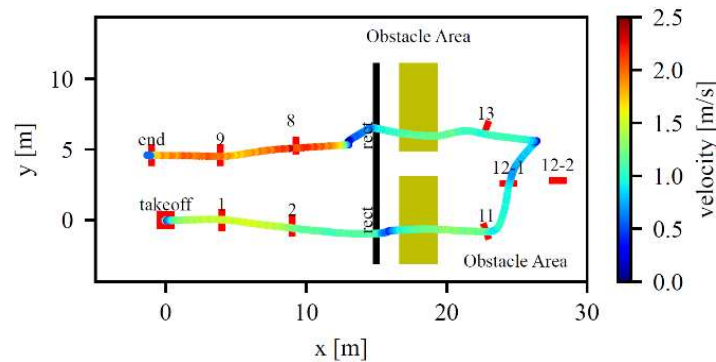 Obstacle Area
end
9
8
rect
13
12-1
12-2
takeoff
1
2
rect
11
Obstacle Area
10
5
0
y [m]
0
10
20
30
x [m]
2.5
2.0
1.5
1.0
0.5
0.0
velocity [m/s]